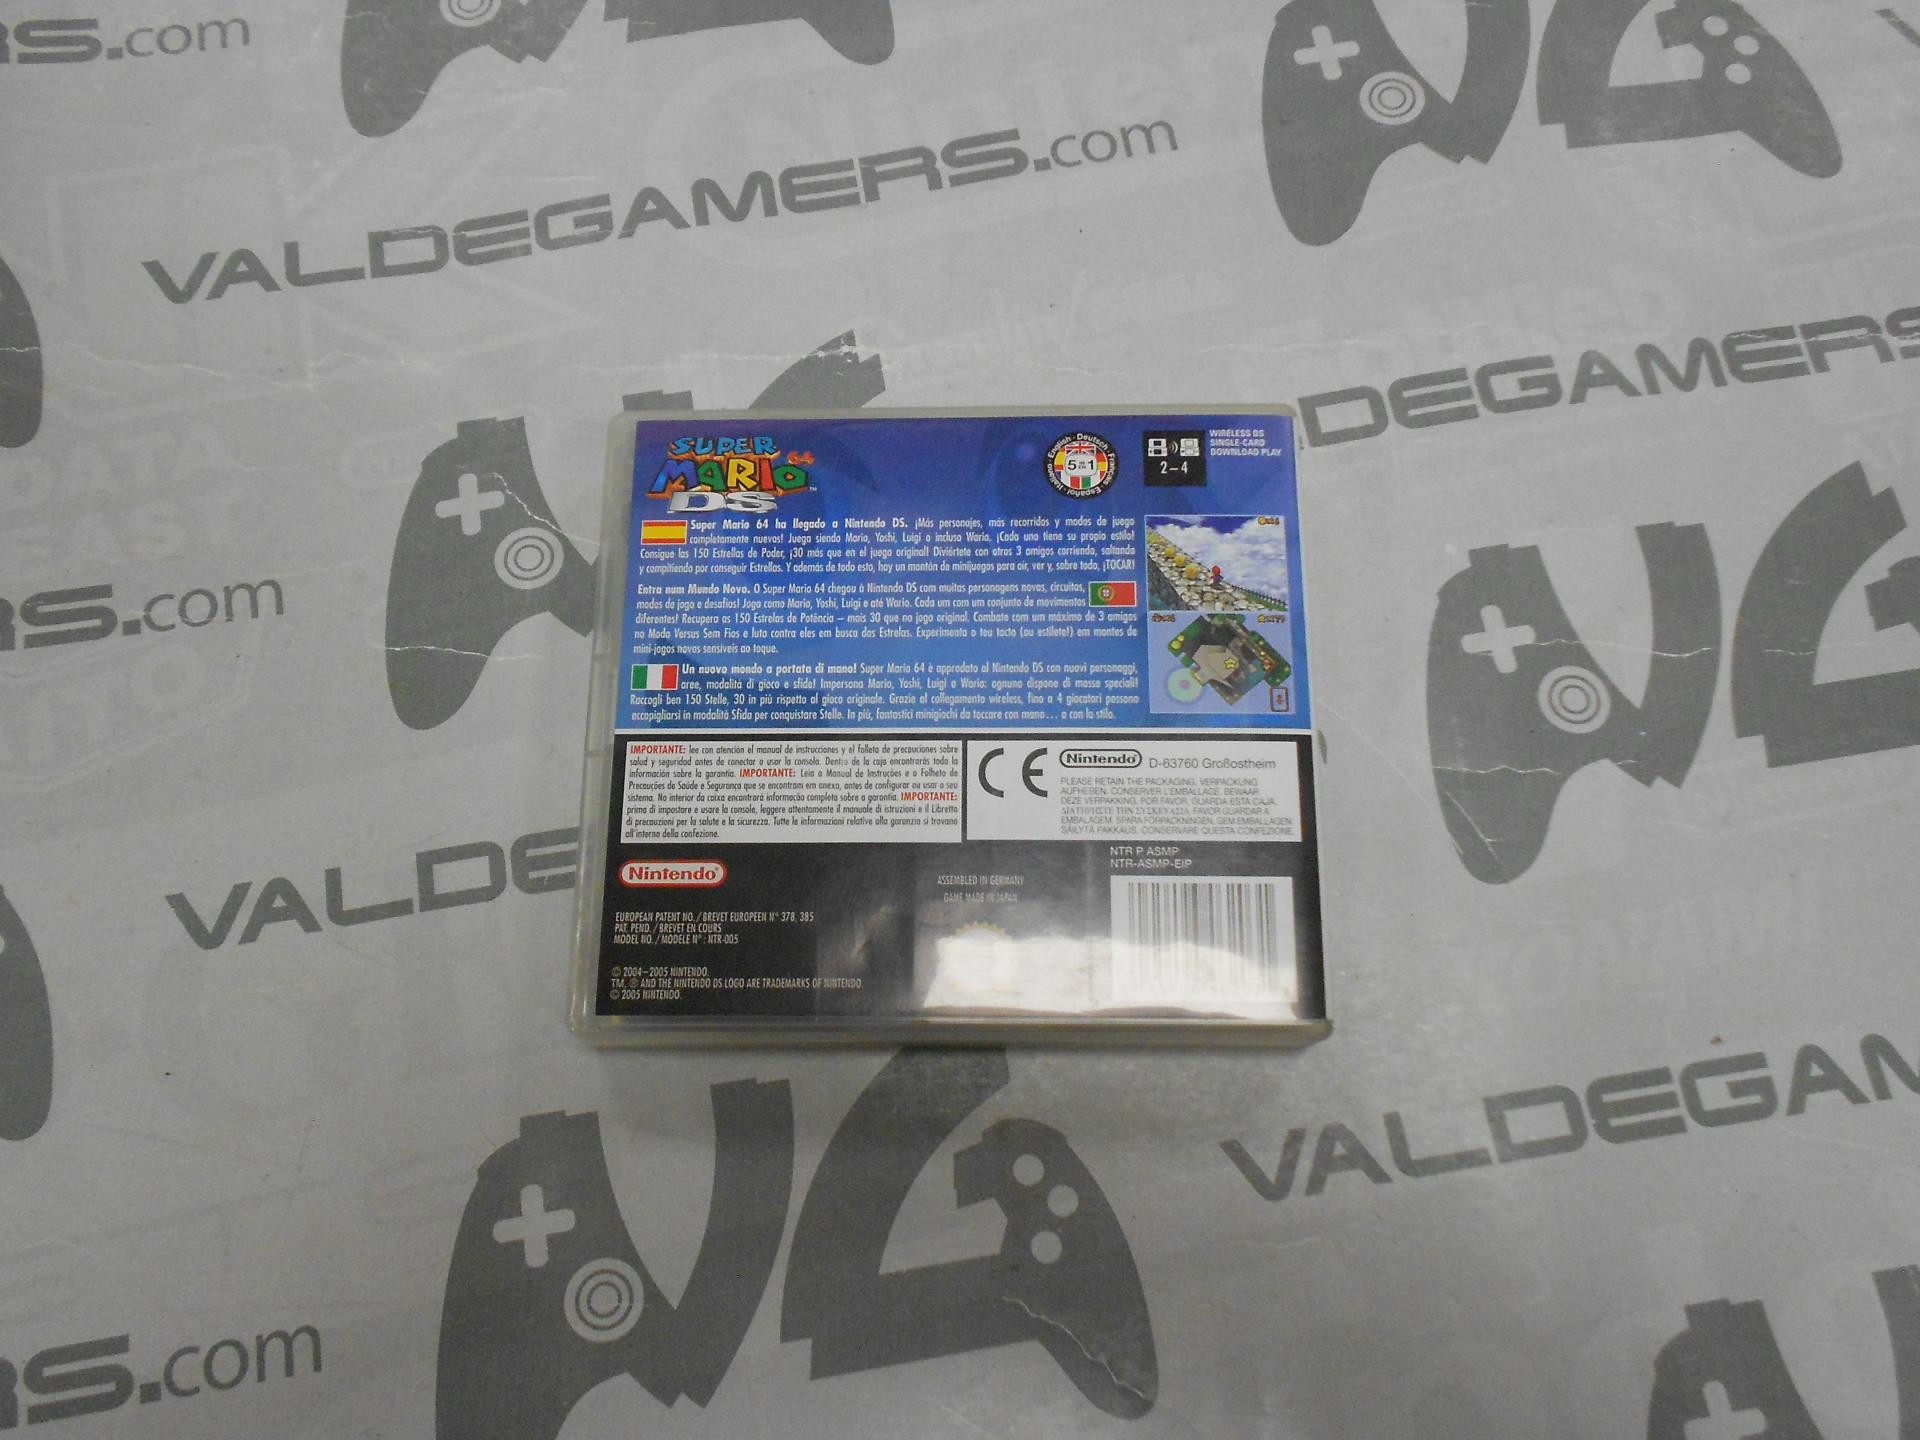 RS.com
VALDEGAMERS.com
DEGAMERS
RS.com
VALDE
VALDEGAMERS
RS.com
SUPER
MARIO 64
DS™
English · Deutsch · Français · Español · Italiano
5 in 1
2-4
WIRELESS DS
SINGLE-CARD
DOWNLOAD PLAY
Super Mario 64 ha llegado a Nintendo DS. ¡Más personajes, más recorridos y modos de juego
completamente nuevos! Juega siendo Mario, Yoshi, Luigi o incluso Wario. ¡Cada uno tiene su propio estilo!
Consigue las 150 Estrellas de Poder, ¡30 más que en el juego original! Diviértete con otros 3 amigos corriendo, saltando
y compitiendo por conseguir Estrellas. Y además de todo esto, hay un montón de minijuegos para oír, ver y, sobre todo, ¡TOCAR!
Entra num Mundo Novo. O Super Mario 64 chegou à Nintendo DS com muitas personagens novas, circuitos,
modos de jogo e desafios! Joga como Mario, Yoshi, Luigi e até Wario. Cada um com um conjunto de movimentos
diferentes! Recupera as 150 Estrelas de Potência – mais 30 que no jogo original. Combate com um máximo de 3 amigos
no Modo Versus Sem Fios e luta contra eles em busca das Estrelas. Experimenta o teu tacto (ou estilete!) em montes de
mini-jogos novos sensíveis ao toque.
Un nuovo mondo a portata di mano! Super Mario 64 è approdato al Nintendo DS con nuovi personaggi,
aree, modalità di gioco e sfide! Impersona Mario, Yoshi, Luigi o Wario: ognuno dispone di mosse speciali!
Raccogli ben 150 Stelle, 30 in più rispetto al gioco originale. Grazie al collegamento wireless, fino a 4 giocatori possono
accapigliarsi in modalità Sfida per conquistare Stelle. In più, fantastici minigiochi da toccare con mano... o con lo stilo.
IMPORTANTE: lee con atención el manual de instrucciones y el folleto de precauciones sobre
salud y seguridad antes de conectar o usar la consola. Dentro de la caja encontrarás toda la
información sobre la garantía. IMPORTANTE: Leia o Manual de Instruções e o Folheto de
Precauções de Saúde e Segurança que se encontram em anexo, antes de configurar ou usar o seu
sistema. No interior da caixa encontrará informação completa sobre a garantia. IMPORTANTE:
prima di impostare e usare la console, leggere attentamente il manuale di istruzioni e il Libretto
di precauzioni per la salute e la sicurezza. Tutte le informazioni relative alla garanzia si trovano
all'interno della confezione.
CE
Nintendo D-63760 Großostheim
PLEASE RETAIN THE PACKAGING. VERPACKUNG
AUFHEBEN. CONSERVER L'EMBALLAGE. BEWAAR
DEZE VERPAKKING. POR FAVOR, GUARDA ESTA CAJA.
ΔΙΑΤΗΡΗΣΤΕ ΤΗΝ ΣΥΣΚΕΥΑΣΙΑ. FAVOR GUARDAR A
EMBALAGEM. SPARA FÖRPACKNINGEN. GEM EMBALLAGEN.
SÄILYTÄ PAKKAUS. CONSERVARE QUESTA CONFEZIONE.
NTR P ASMP
NTR-ASMP-EIP
Nintendo®
ASSEMBLED IN GERMANY
GAME MADE IN JAPAN
EUROPEAN PATENT NO. / BREVET EUROPEEN N° 378, 385
PAT. PEND. / BREVET EN COURS
MODEL NO. / MODELE N° : NTR-005
© 2004–2005 NINTENDO.
TM, ® AND THE NINTENDO DS LOGO ARE TRADEMARKS OF NINTENDO.
© 2005 NINTENDO.